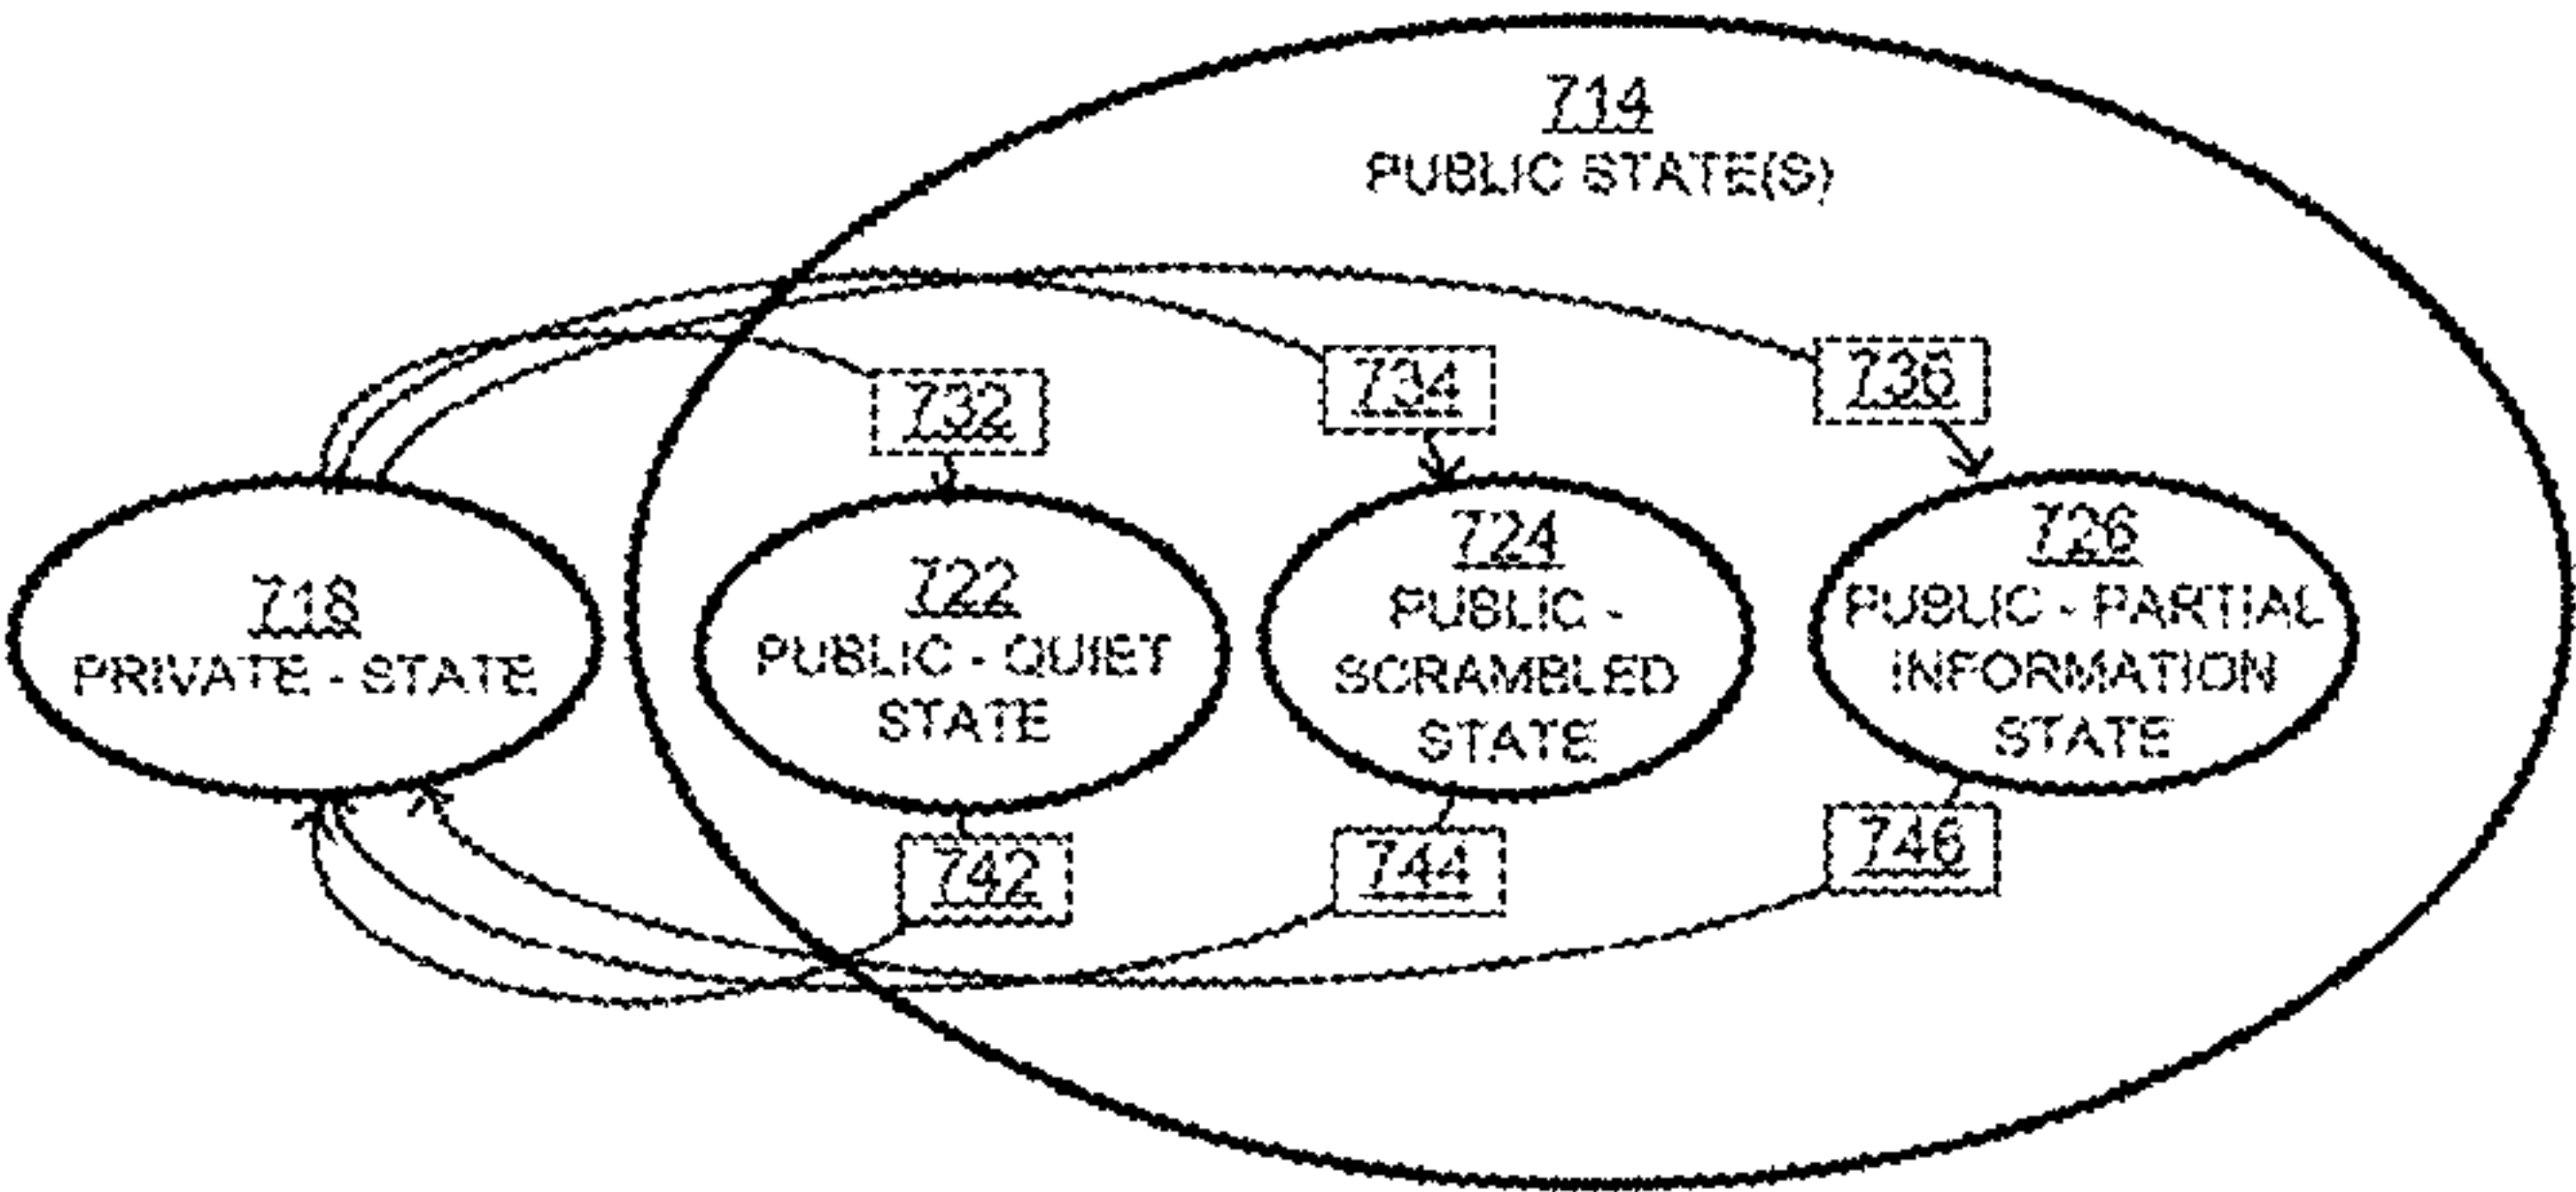 714
PUBLIC STATE(S)
732
734
736
718
PRIVATE - STATE
722
PUBLIC - QUIET
STATE
724
PUBLIC -
SCRAMBLED
STATE
726
PUBLIC - PARTIAL
INFORMATION
STATE
742
744
746